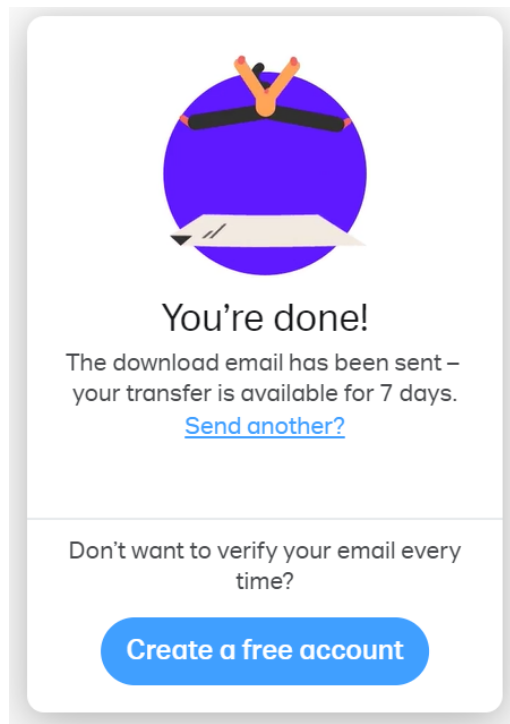 You’re done!
The download email has been sent –
your transfer is available for 7 days.
Send another?
Don’t want to verify your email every
time?
Create a free account